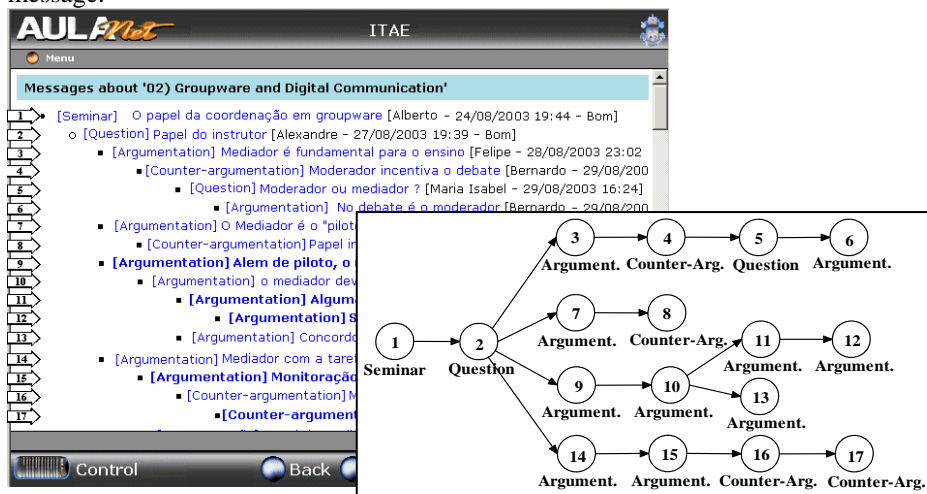 message.
AULANet ITAE
Menu
Messages about '02) Groupware and Digital Communication'
1 [Seminar] O papel da coordenação em groupware [Alberto - 24/08/2003 19:44 - Bom]
2 [Question] Papel do instrutor [Alexandre - 27/08/2003 19:39 - Bom]
3 [Argumentation] Mediador é fundamental para o ensino [Felipe - 28/08/2003 23:02
4 [Counter-argumentation] Moderador incentiva o debate [Bernardo - 29/08/200
5 [Question] Moderador ou mediador ? [Maria Isabel - 29/08/2003 16:24]
6 [Argumentation] No debate é o moderador [Bernardo - 29/08/200
7 [Argumentation] O Mediador é o "pilot
8 [Counter-argumentation] Papel in
9 [Argumentation] Alem de piloto, o
10 [Argumentation] o mediador dev
11 [Argumentation] Alguma
12 [Argumentation] S
13 [Argumentation] Concordo
14 [Argumentation] Mediador com a taref
15 [Argumentation] Monitoração
16 [Counter-argumentation] M
17 [Counter-argument
Control Back
3 4 5 6
Argument. Counter-Arg. Question Argument.
7 8
Argument. Counter-Arg.
1 2
Seminar Question
11 12
Argument. Argument.
9 10
Argument. Argument.
13
Argument.
14 15 16 17
Argument. Argument. Counter-Arg. Counter-Arg.